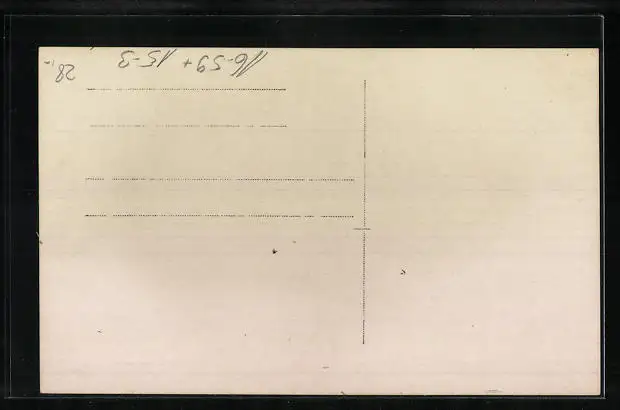 16-59 + 15-3
28,-